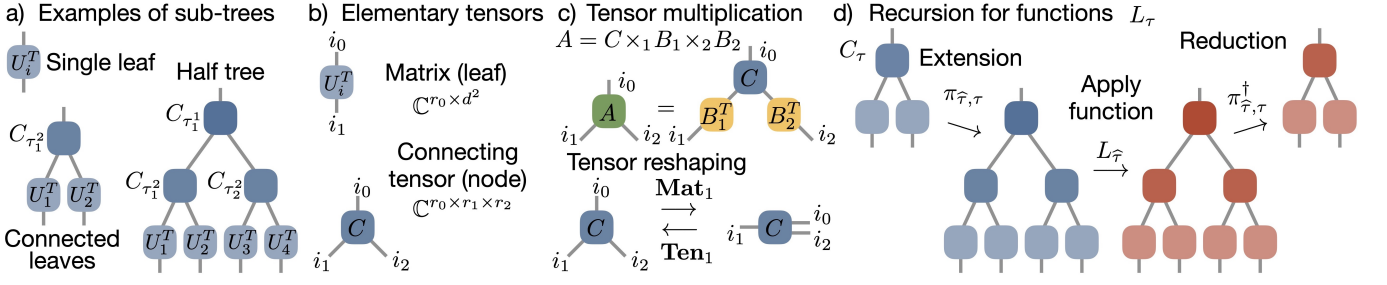 a) Examples of sub-trees
U_i^T Single leaf
Half tree
C_{τ_1^1}
C_{τ_1^2}
U_1^T U_2^T
Connected
leaves
C_{τ_1^2} C_{τ_2^2}
U_1^T U_2^T U_3^T U_4^T
b) Elementary tensors
i_0
U_i^T
i_1
Matrix (leaf)
ℂ^{r_0×d^2}
Connecting
tensor (node)
ℂ^{r_0×r_1×r_2}
i_0
C
i_1 i_2
c) Tensor multiplication
A = C ×_1 B_1 ×_2 B_2
i_0
A
i_1 i_2
=
i_0
C
B_1^T B_2^T
i_1 i_2
Tensor reshaping
i_0
C
i_1 i_2
Mat_1
Ten_1
i_1 C i_0
i_2
d) Recursion for functions L_τ
C_τ
Extension
π_{τ̂,τ}
Apply
function
L_{τ̂}
Reduction
π^†_{τ̂,τ}